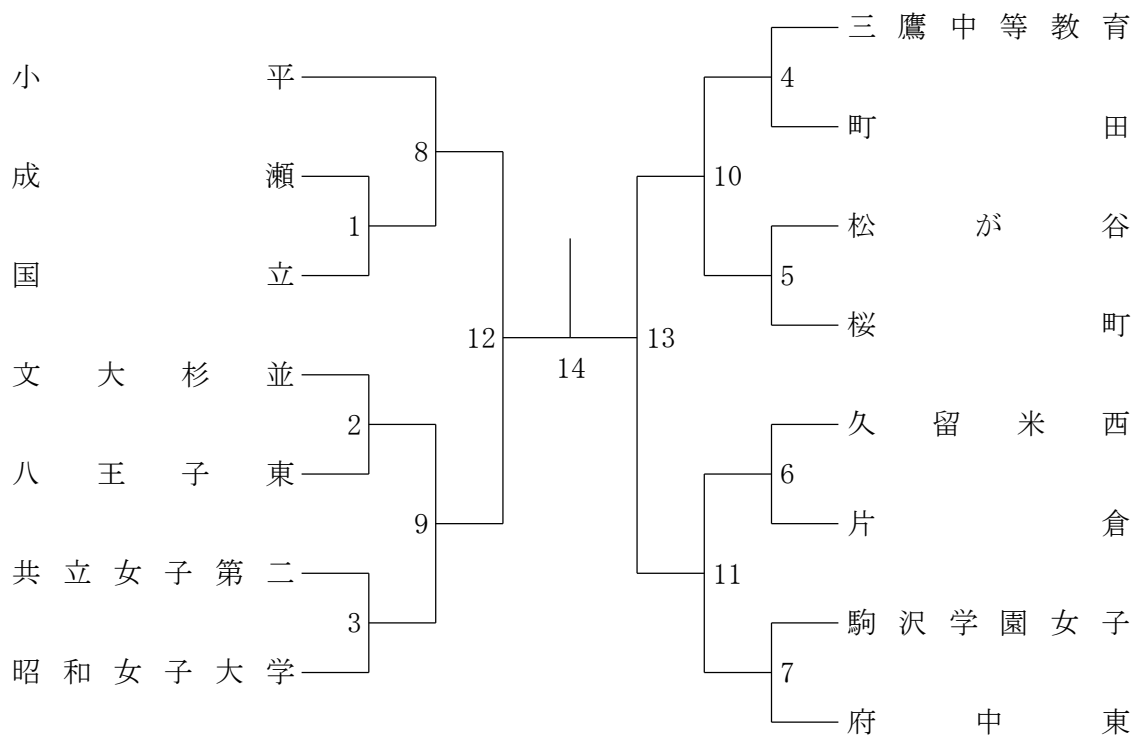 小平
成瀬
国立
文大杉並
八王子東
共立女子第二
昭和女子大学
8
1
2
9
3
12
14
13
三鷹中等教育
町田
松が谷
桜町
久留米西
片倉
駒沢学園女子
府中東
4
10
5
6
11
7